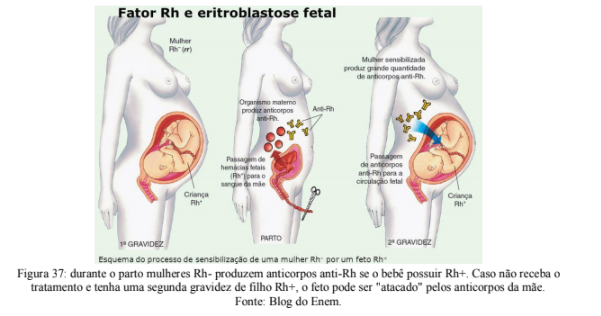 Fator Rh e eritroblastose fetal
Mulher
Rh⁻ (rr)
Criança
Rh⁺
1ª GRAVIDEZ
Organismo materno
produz anticorpos
anti-Rh.
Anti-Rh
Passagem de
hemácias fetais
(Rh⁺) para o
sangue da mãe
PARTO
Mulher sensibilizada
produz grande quantidade
de anticorpos anti-Rh.
Passagem
de anticorpos
anti-Rh para a
circulação fetal
Criança
Rh⁺
2ª GRAVIDEZ
Esquema do processo de sensibilização de uma mulher Rh⁻ por um feto Rh⁺
Figura 37: durante o parto mulheres Rh- produzem anticorpos anti-Rh se o bebê possuir Rh+. Caso não receba o
tratamento e tenha uma segunda gravidez de filho Rh+, o feto pode ser "atacado" pelos anticorpos da mãe.
Fonte: Blog do Enem.